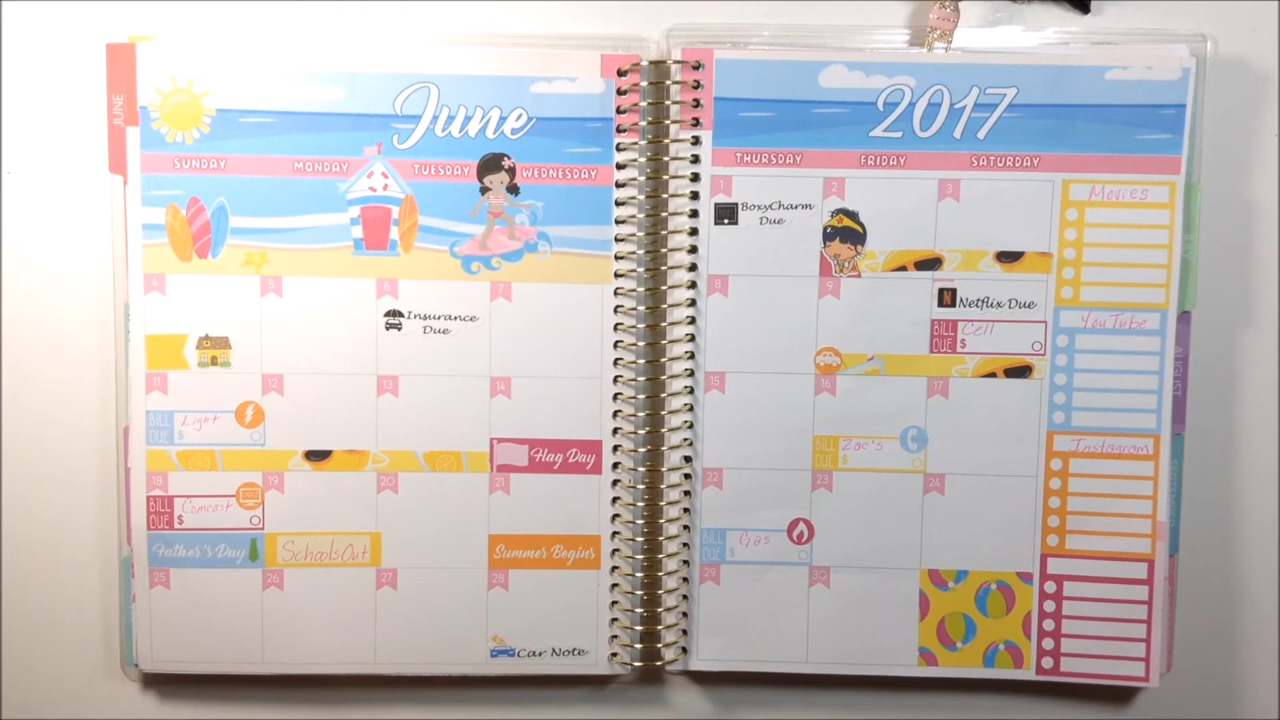 June
2017
JUNE
SUNDAY MONDAY TUESDAY WEDNESDAY
THURSDAY FRIDAY SATURDAY
1 2 3
BoxyCharm
Due
4 5 6 7
Insurance
Due
8 9
N Netflix Due
BILL
DUE
Cell
$
11 12 13 14
BILL
DUE
Light
$
Flag Day
15 16 17
BILL
DUE
Zac's
$
18 19 20 21
BILL
DUE
Comcast
$
Father's Day
Schools Out
Summer Begins
22 23 24
BILL
DUE
Gas
$
25 26 27 28
Car Note
29 30
Movies
YouTube
Instagram
AUGUST